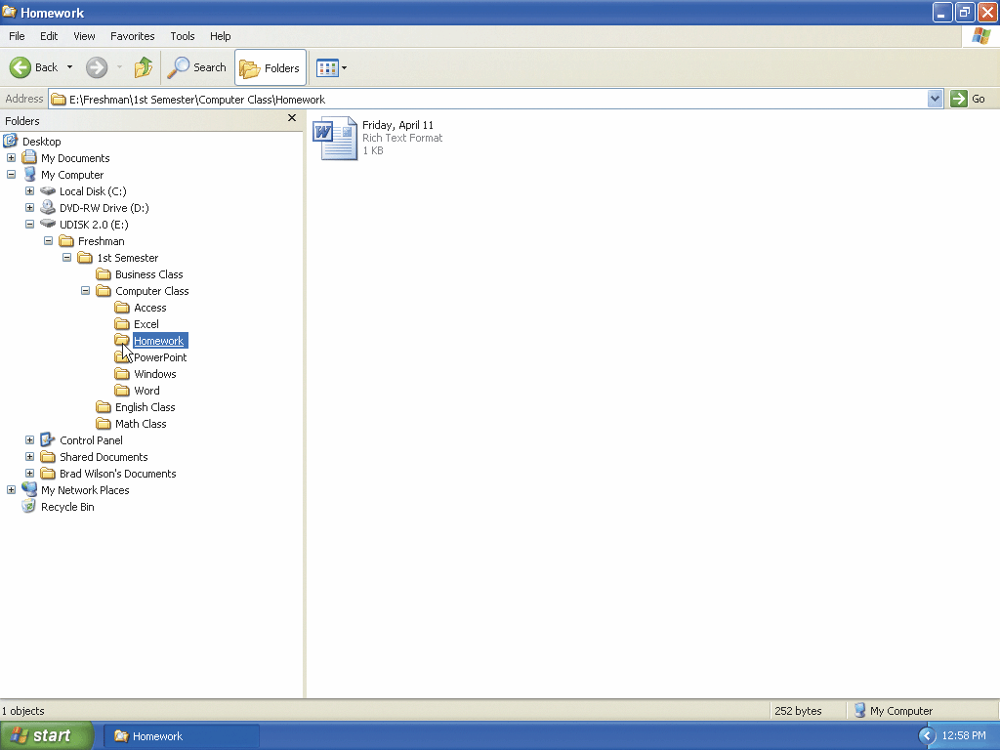 Homework
File Edit View Favorites Tools Help
Back Search Folders
Address E:\Freshman\1st Semester\Computer Class\Homework Go
Folders
Desktop
My Documents
My Computer
Local Disk (C:)
DVD-RW Drive (D:)
UDISK 2.0 (E:)
Freshman
1st Semester
Business Class
Computer Class
Access
Excel
Homework
PowerPoint
Windows
Word
English Class
Math Class
Control Panel
Shared Documents
Brad Wilson's Documents
My Network Places
Recycle Bin
W
Friday, April 11
Rich Text Format
1 KB
1 objects 252 bytes My Computer
start Homework 12:58 PM